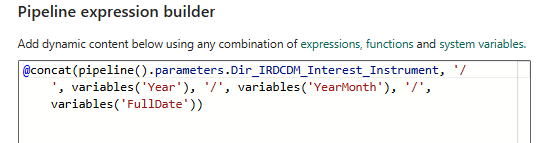 Pipeline expression builder
Add dynamic content below using any combination of expressions, functions and system variables.
@concat(pipeline().parameters.Dir_IRDCDM_Interest_Instrument, '/
', variables('Year'), '/', variables('YearMonth'), '/',
variables('FullDate'))